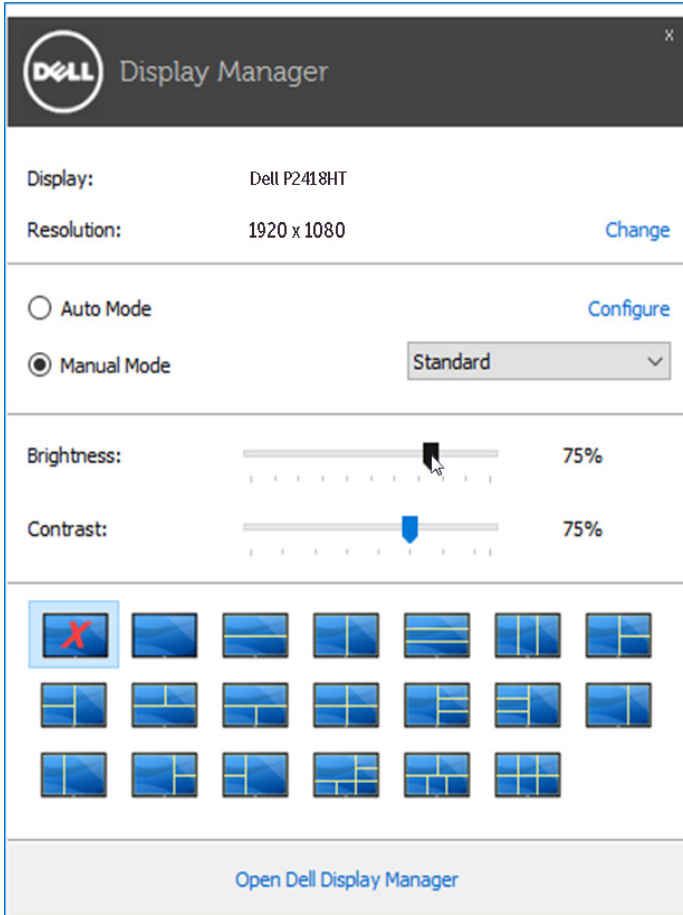 DELL Display Manager x
Display: Dell P2418HT
Resolution: 1920 x 1080 Change
Auto Mode Configure
Manual Mode Standard
Brightness: 75%
Contrast: 75%
X
Open Dell Display Manager